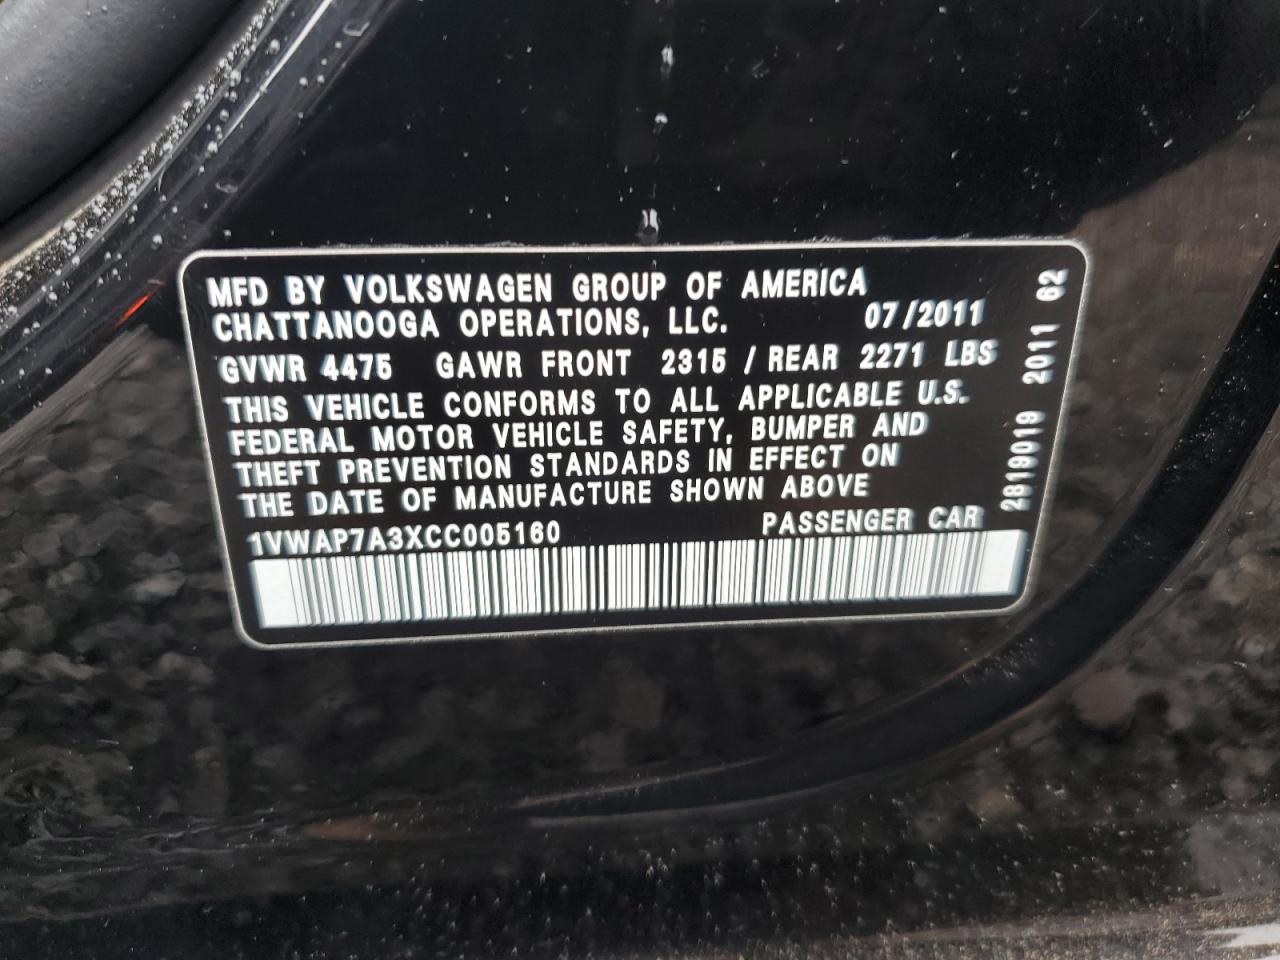 MFD BY VOLKSWAGEN GROUP OF AMERICA
CHATTANOOGA OPERATIONS, LLC. 07/2011
GVWR 4475 GAWR FRONT 2315 / REAR 2271 LBS
THIS VEHICLE CONFORMS TO ALL APPLICABLE U.S.
FEDERAL MOTOR VEHICLE SAFETY, BUMPER AND
THEFT PREVENTION STANDARDS IN EFFECT ON
THE DATE OF MANUFACTURE SHOWN ABOVE
1VWAP7A3XCC005160 PASSENGER CAR
2819019 2011 62